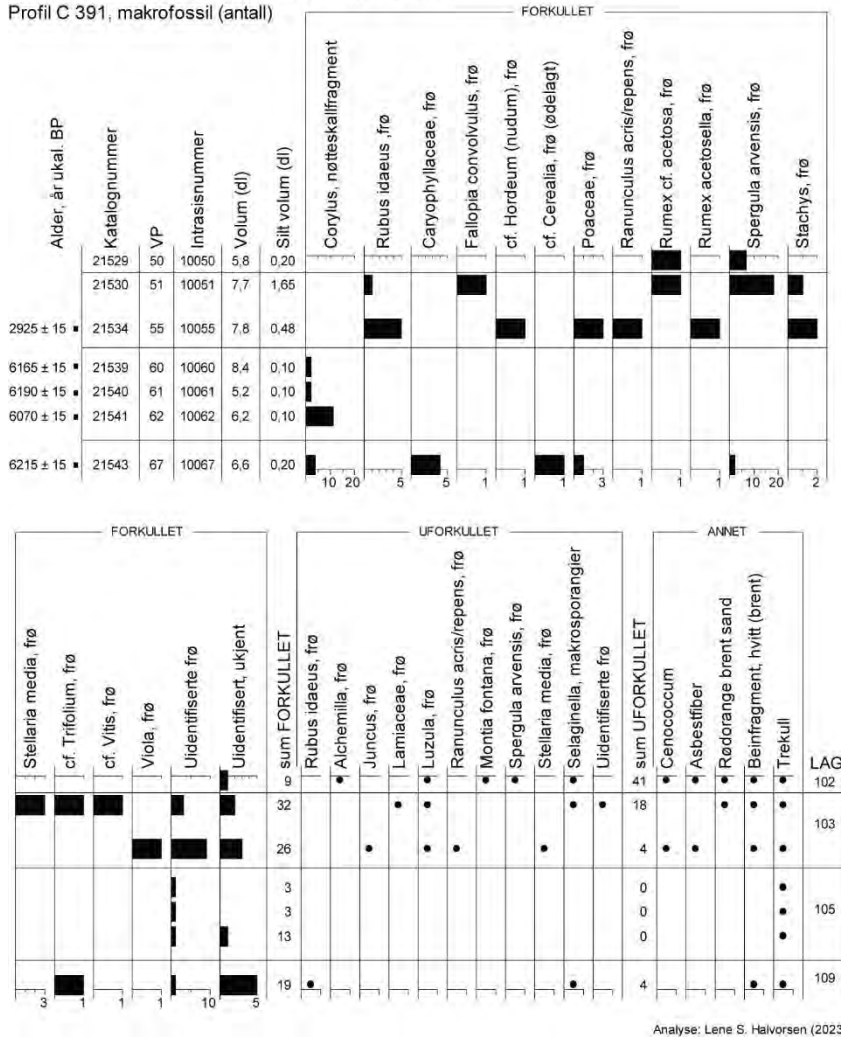 Profil C 391, makrofossil (antall)
FORKULLET
Alder, år ukal. BP
Katalognummer
VP
Intrasisnummer
Volum (dl)
Silt volum (dl)
Corylus, nøtteskallfragment
Rubus idaeus ,frø
Caryophyllaceae, frø
Fallopia convolvulus, frø
cf. Hordeum (nudum), frø
cf. Cerealia, frø (ødelagt)
Poaceae, frø
Ranunculus acris/repens, frø
Rumex cf. acetosa, frø
Rumex acetosella, frø
Spergula arvensis, frø
Stachys, frø
21529 50 10050 5,8 0,20
21530 51 10051 7,7 1,65
2925 ± 15 21534 55 10055 7,8 0,48
6165 ± 15 21539 60 10060 8,4 0,10
6190 ± 15 21540 61 10061 5,2 0,10
6070 ± 15 21541 62 10062 6,2 0,10
6215 ± 15 21543 67 10067 6,6 0,20
10 20 5 5 1 1 1 3 1 1 1 10 20 2
FORKULLET UFORKULLET ANNET
Stellaria media, frø
cf. Trifolium, frø
cf. Vitis, frø
Viola, frø
Uidentifiserte frø
Uidentifisert, ukjent
sum FORKULLET
Rubus idaeus, frø
Alchemilla, frø
Juncus, frø
Lamiaceae, frø
Luzula, frø
Ranunculus acris/repens, frø
Montia fontana, frø
Spergula arvensis, frø
Stellaria media, frø
Selaginella, makrosporangier
Uidentifiserte frø
sum UFORKULLET
Cenococcum
Asbestfiber
Rødorange brent sand
Beinfragment, hvitt (brent)
Trekull
LAG
9 41 102
32 18
103
26 4
3 0
3 0 105
13 0
19 4 109
3 1 1 1 10 5
Analyse: Lene S. Halvorsen (2023